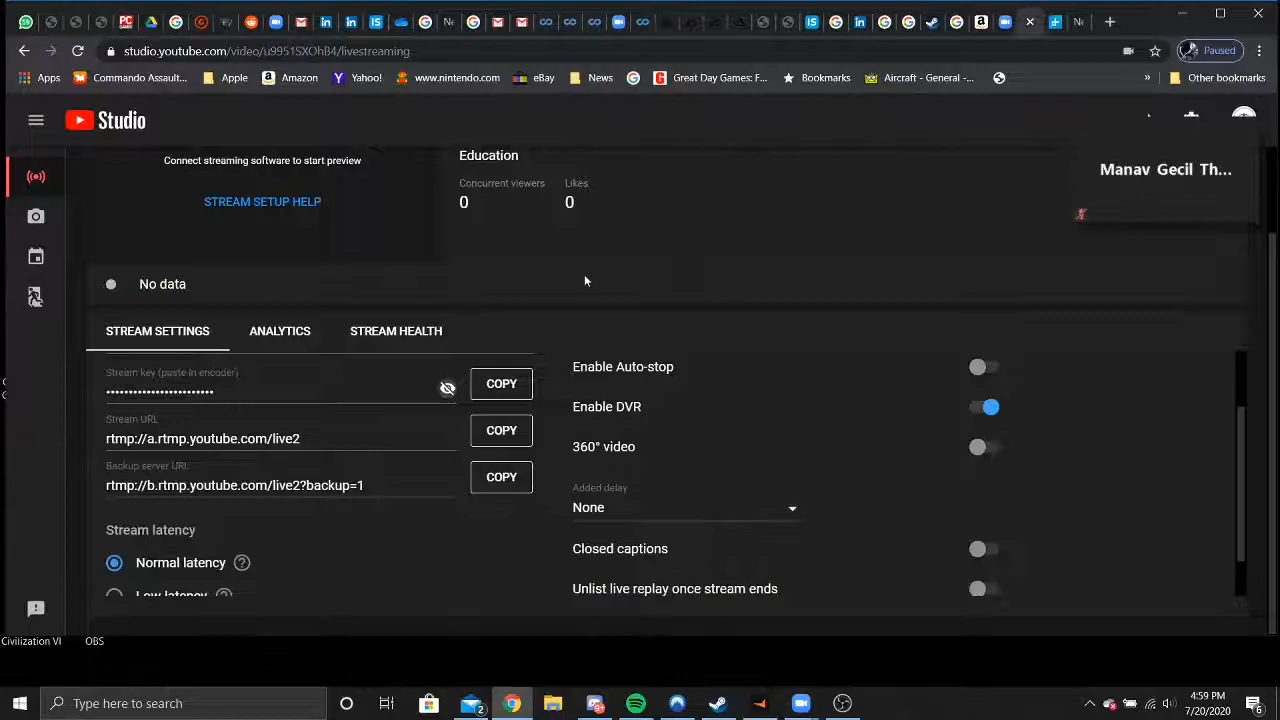 studio.youtube.com/video/u9951SXOhB4/livestreaming
Paused
Apps
Commando Assault...
Apple
Amazon
Yahoo!
www.nintendo.com
eBay
News
Great Day Games: F...
Bookmarks
Aircraft - General -...
»
Other bookmarks
Studio
Connect streaming software to start preview
STREAM SETUP HELP
Education
Concurrent viewers
Likes
0
0
Manav Gecil Th...
No data
STREAM SETTINGS
ANALYTICS
STREAM HEALTH
Stream key (paste in encoder)
••••••••••••••••••••••••
COPY
Stream URL
rtmp://a.rtmp.youtube.com/live2
COPY
Backup server URL
rtmp://b.rtmp.youtube.com/live2?backup=1
COPY
Stream latency
Normal latency
Low latency
Enable Auto-stop
Enable DVR
360° video
Added delay
None
Closed captions
Unlist live replay once stream ends
Civilization VI
OBS
Type here to search
2
4:59 PM
7/20/2020
6